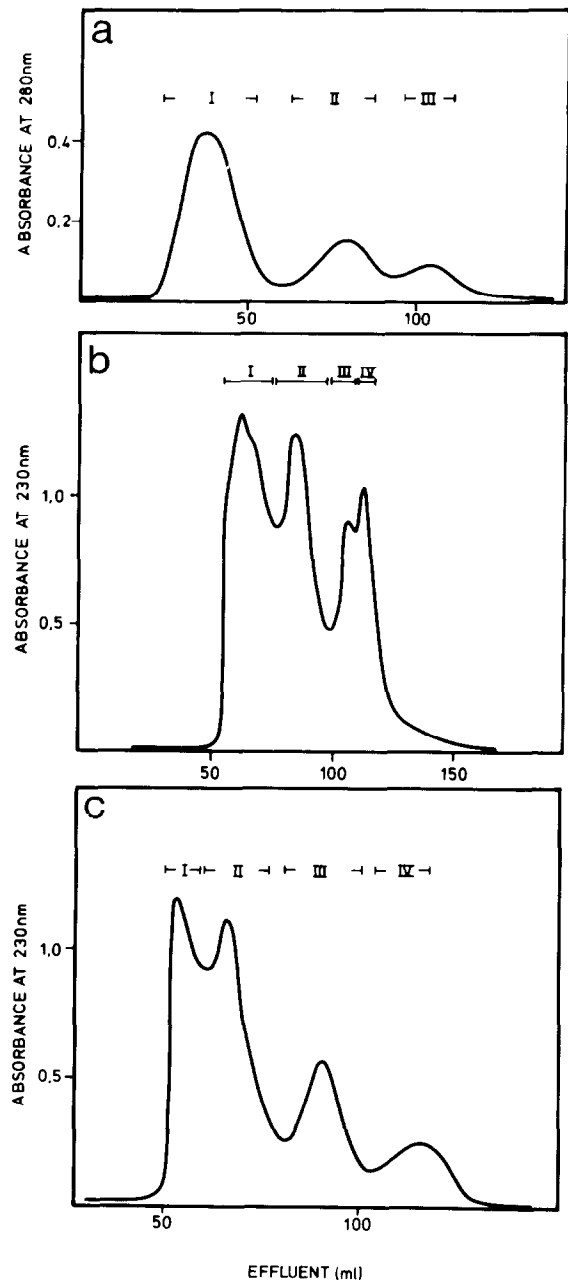 a
ABSORBANCE AT 280nm
I II III
0.4
0.2
50 100
b
ABSORBANCE AT 230nm
I II III IV
1,0
0.5
50 100 150
c
ABSORBANCE AT 230nm
I II III IV
1,0
0.5
50 100
EFFLUENT (ml)